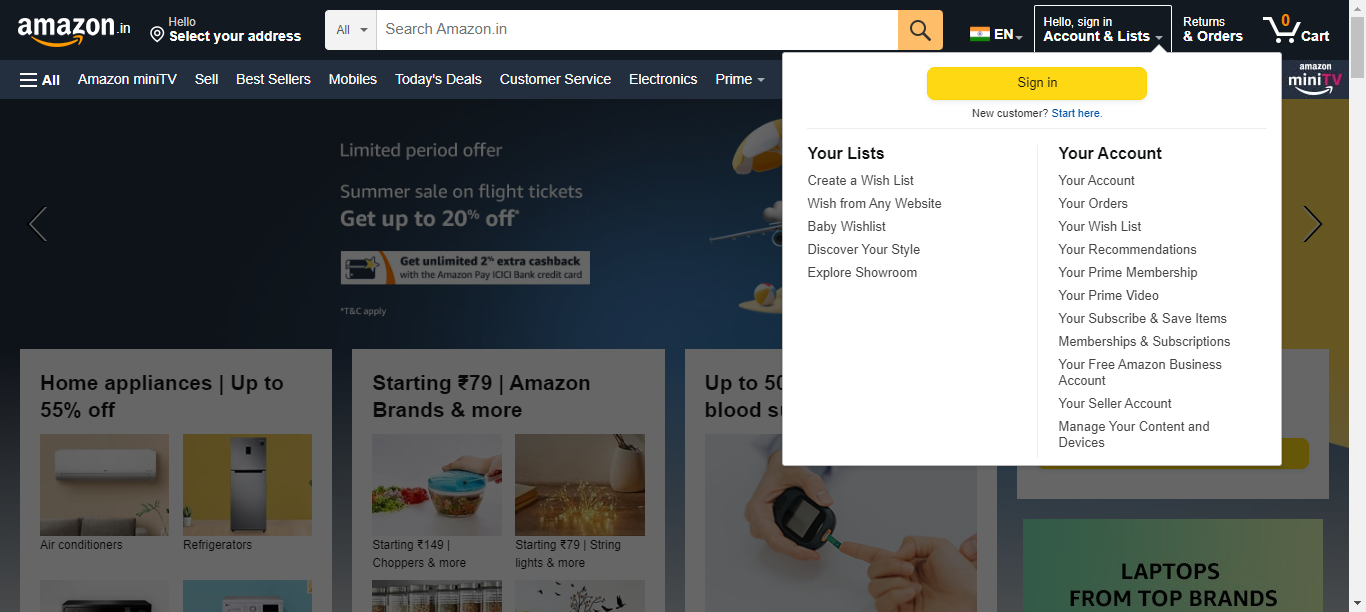 amazon.in
Hello
Select your address
All
Search Amazon.in
EN
Hello, sign in
Account & Lists
Returns
& Orders
0
Cart
All
Amazon miniTV
Sell
Best Sellers
Mobiles
Today's Deals
Customer Service
Electronics
Prime
amazon
miniTV
Sign in
New customer? Start here.
Your Lists
Create a Wish List
Wish from Any Website
Baby Wishlist
Discover Your Style
Explore Showroom
Your Account
Your Account
Your Orders
Your Wish List
Your Recommendations
Your Prime Membership
Your Prime Video
Your Subscribe & Save Items
Memberships & Subscriptions
Your Free Amazon Business
Account
Your Seller Account
Manage Your Content and
Devices
Limited period offer
Summer sale on flight tickets
Get up to 20% off*
Get unlimited 2% extra cashback
with the Amazon Pay ICICI Bank credit card
*T&C apply
Home appliances | Up to
55% off
Air conditioners
Refrigerators
Starting ₹79 | Amazon
Brands & more
Starting ₹149 |
Choppers & more
Starting ₹79 | String
lights & more
Up to 50
blood su
LAPTOPS
FROM TOP BRANDS